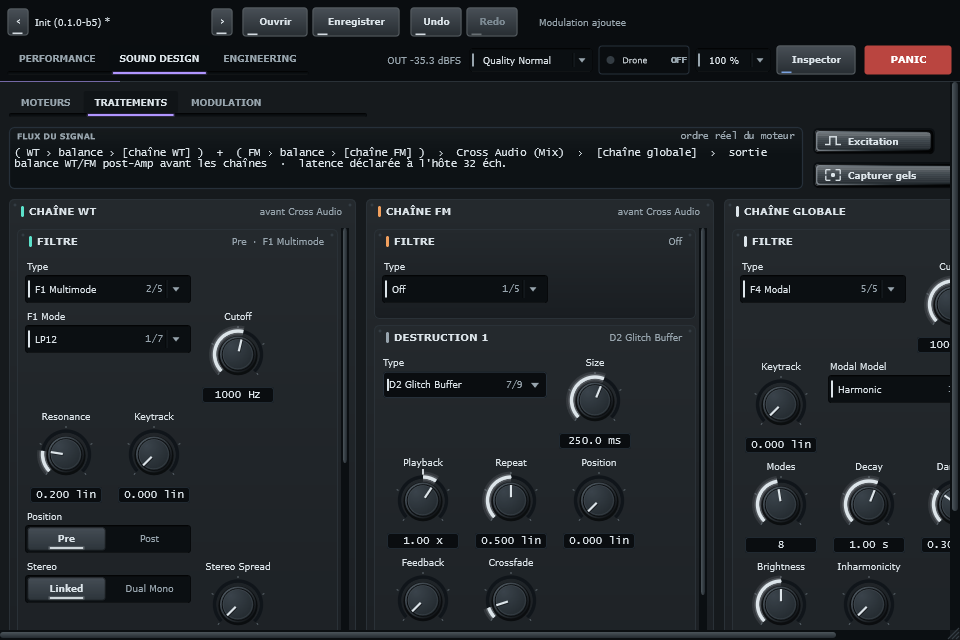 < Init (0.1.0-b5) * > Ouvrir Enregistrer Undo Redo Modulation ajoutee
PERFORMANCE SOUND DESIGN ENGINEERING OUT -35.3 dBFS Quality Normal Drone OFF 100 % Inspector PANIC
MOTEURS TRAITEMENTS MODULATION
FLUX DU SIGNAL ordre réel du moteur
( WT › balance › [chaîne WT] ) + ( FM › balance › [chaîne FM] ) › Cross Audio (Mix) › [chaîne globale] › sortie
balance WT/FM post-Amp avant les chaînes · latence déclarée à l'hôte 32 éch.
Excitation
Capturer gels
CHAÎNE WT avant Cross Audio
FILTRE Pre · F1 Multimode
Type
F1 Multimode 2/5
F1 Mode
LP12 1/7
Cutoff
1000 Hz
Resonance Keytrack
0.200 lin 0.000 lin
Position
Pre Post
Stereo
Linked Dual Mono
Stereo Spread
CHAÎNE FM avant Cross Audio
FILTRE Off
Type
Off 1/5
DESTRUCTION 1 D2 Glitch Buffer
Type
D2 Glitch Buffer 7/9
Size
250.0 ms
Playback Repeat Position
1.00 x 0.500 lin 0.000 lin
Feedback Crossfade
CHAÎNE GLOBALE
FILTRE
Type
F4 Modal 5/5
Cu
100
Keytrack
0.000 lin
Modal Model
Harmonic
Modes Decay Da
8 1.00 s 0.30
Brightness Inharmonicity